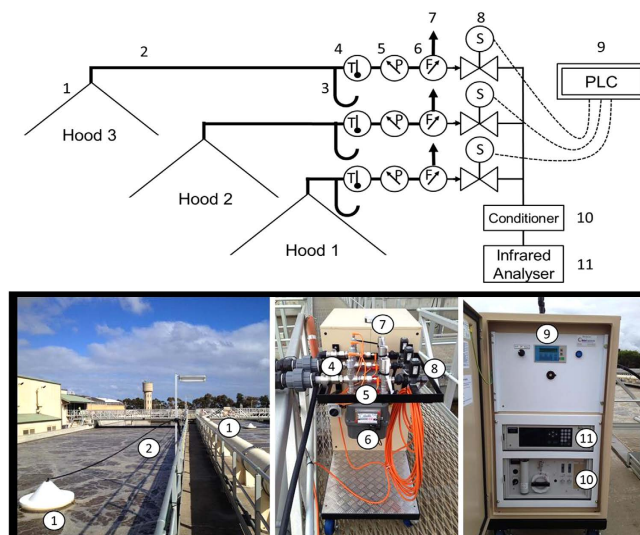 7 8
2 4 5 6 9
S
T P F PLC
1 3
Hood 3 S
T P F
Hood 2 S
T P F
Conditioner 10
Hood 1
Infrared
Analyser 11
7 9
4
1 8
5
2 11
6
10
1